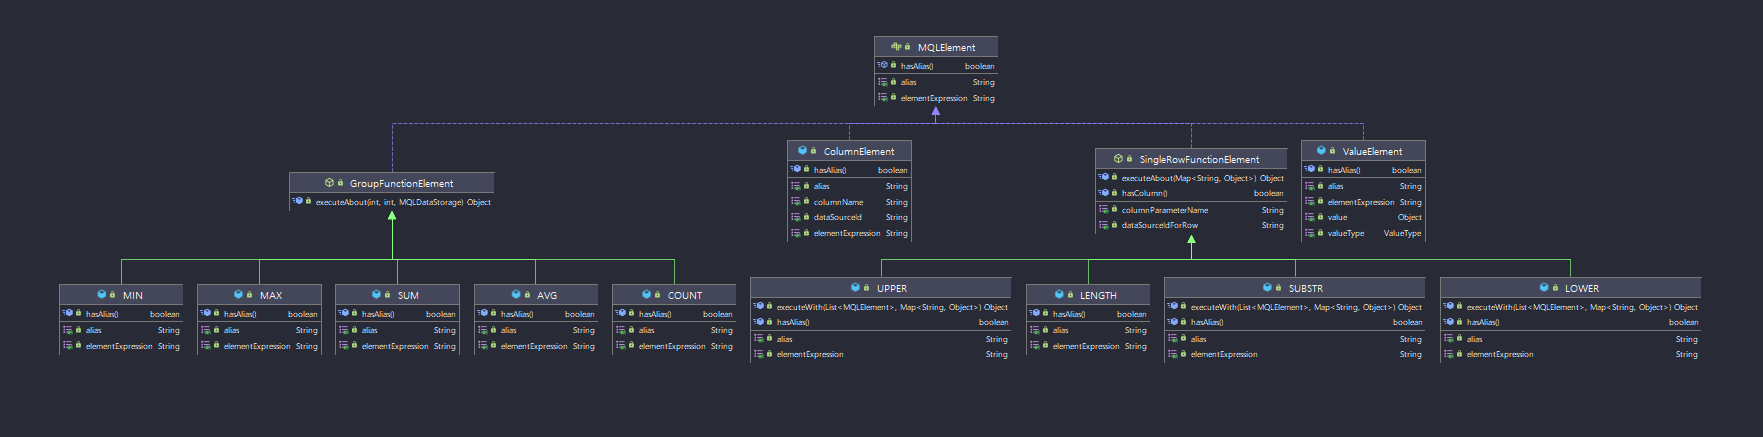 MQLElement
hasAlias() boolean
alias String
elementExpression String
GroupFunctionElement
executeAbout(int, int, MQLDataStorage) Object
ColumnElement
hasAlias() boolean
alias String
columnName String
dataSourceId String
elementExpression String
SingleRowFunctionElement
executeAbout(Map<String, Object>) Object
hasColumn() boolean
columnParameterName String
dataSourceIdForRow String
ValueElement
hasAlias() boolean
alias String
elementExpression String
value Object
valueType ValueType
MIN
hasAlias() boolean
alias String
elementExpression String
MAX
hasAlias() boolean
alias String
elementExpression String
SUM
hasAlias() boolean
alias String
elementExpression String
AVG
hasAlias() boolean
alias String
elementExpression String
COUNT
hasAlias() boolean
alias String
elementExpression String
UPPER
executeWith(List<MQLElement>, Map<String, Object>) Object
hasAlias() boolean
alias String
elementExpression String
LENGTH
hasAlias() boolean
alias String
elementExpression String
SUBSTR
executeWith(List<MQLElement>, Map<String, Object>) Object
hasAlias() boolean
alias String
elementExpression String
LOWER
executeWith(List<MQLElement>, Map<String, Object>) Object
hasAlias() boolean
alias String
elementExpression String